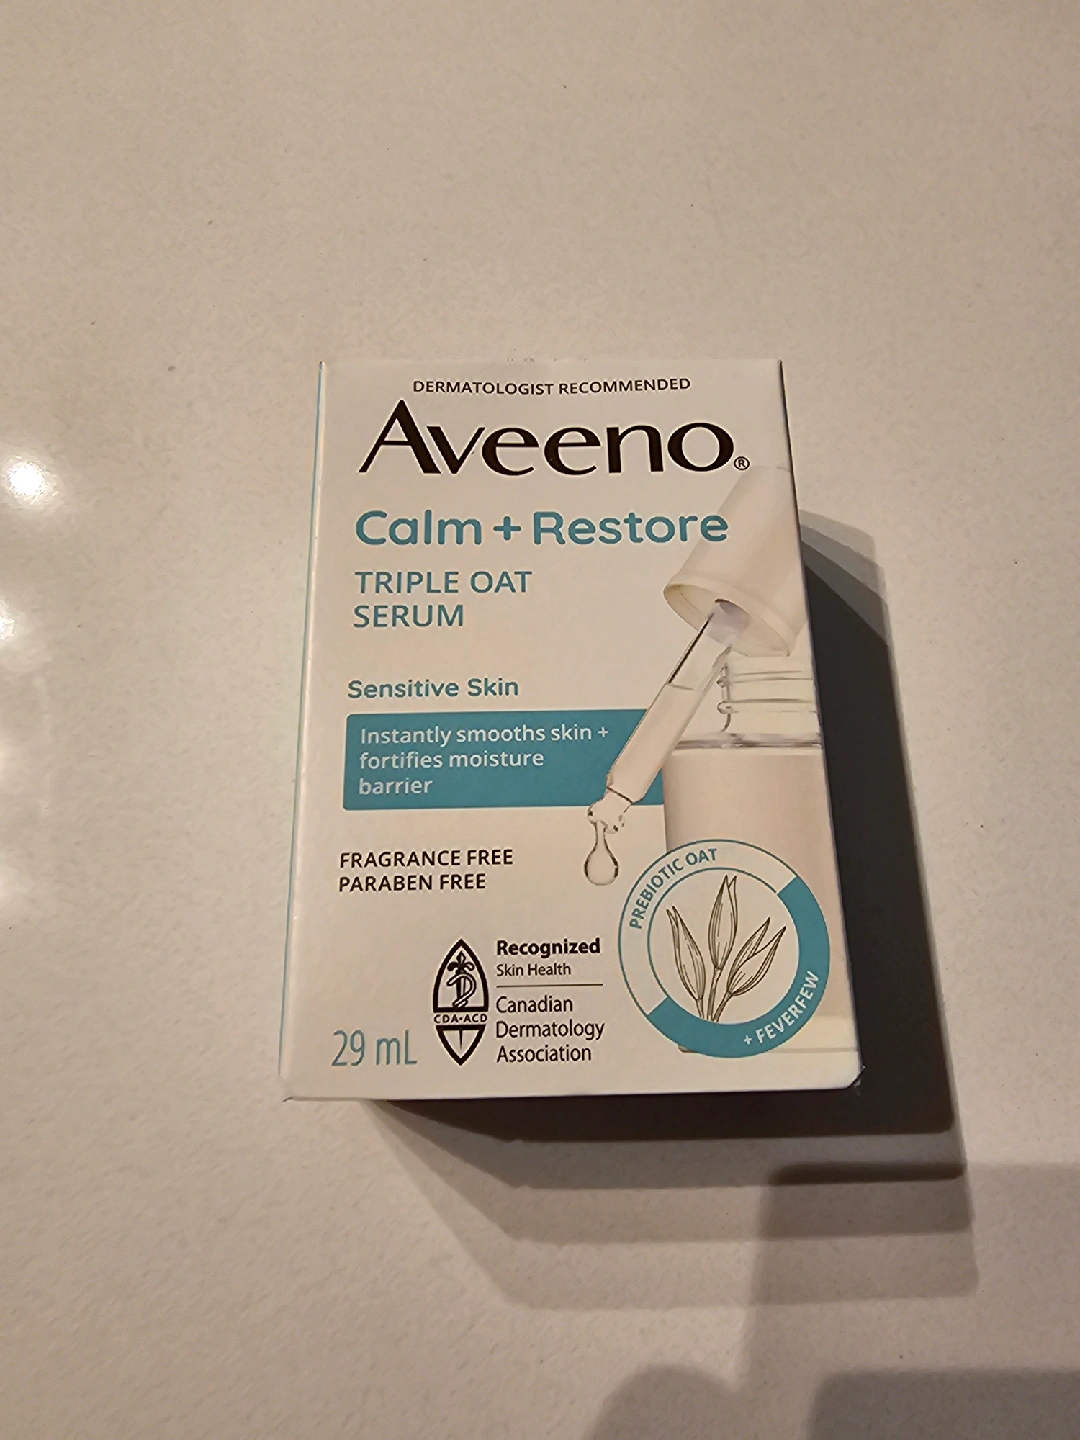 DERMATOLOGIST RECOMMENDED
Aveeno®
Calm + Restore
TRIPLE OAT
SERUM
Sensitive Skin
Instantly smooths skin +
fortifies moisture
barrier
FRAGRANCE FREE
PARABEN FREE
PREBIOTIC OAT
+ FEVERFEW
Recognized
Skin Health
Canadian
Dermatology
Association
CDA•ACD
29 mL